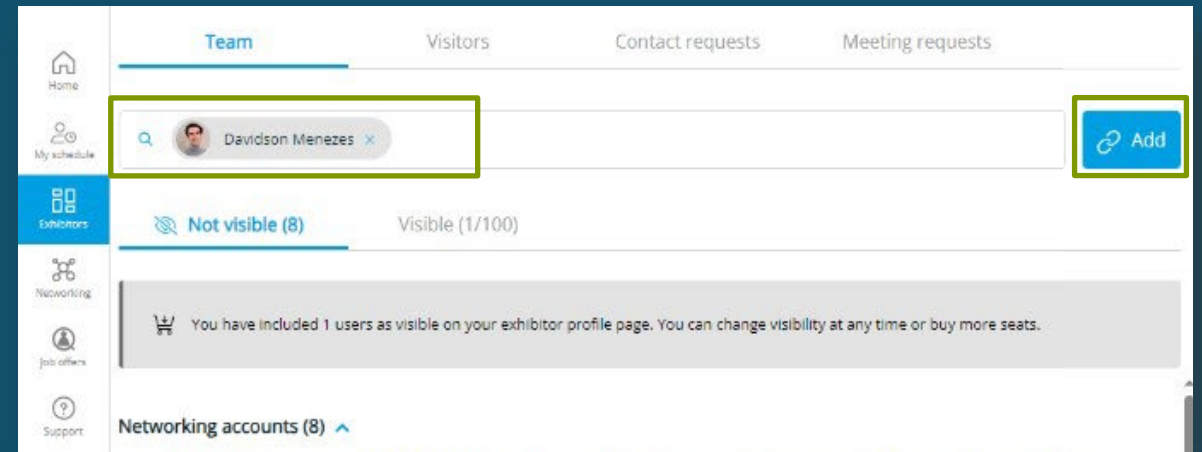 Home
My schedule
Exhibitors
Networking
Job offers
Support
Team Visitors Contact requests Meeting requests
Davidson Menezes ×
Add
Not visible (8) Visible (1/100)
You have included 1 users as visible on your exhibitor profile page. You can change visibility at any time or buy more seats.
Networking accounts (8)